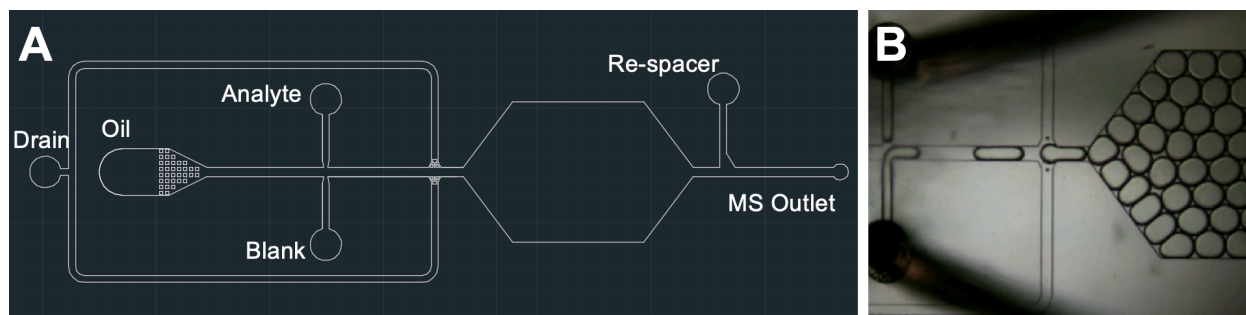 A
B
Re-spacer
Analyte
Drain
Oil
MS Outlet
Blank